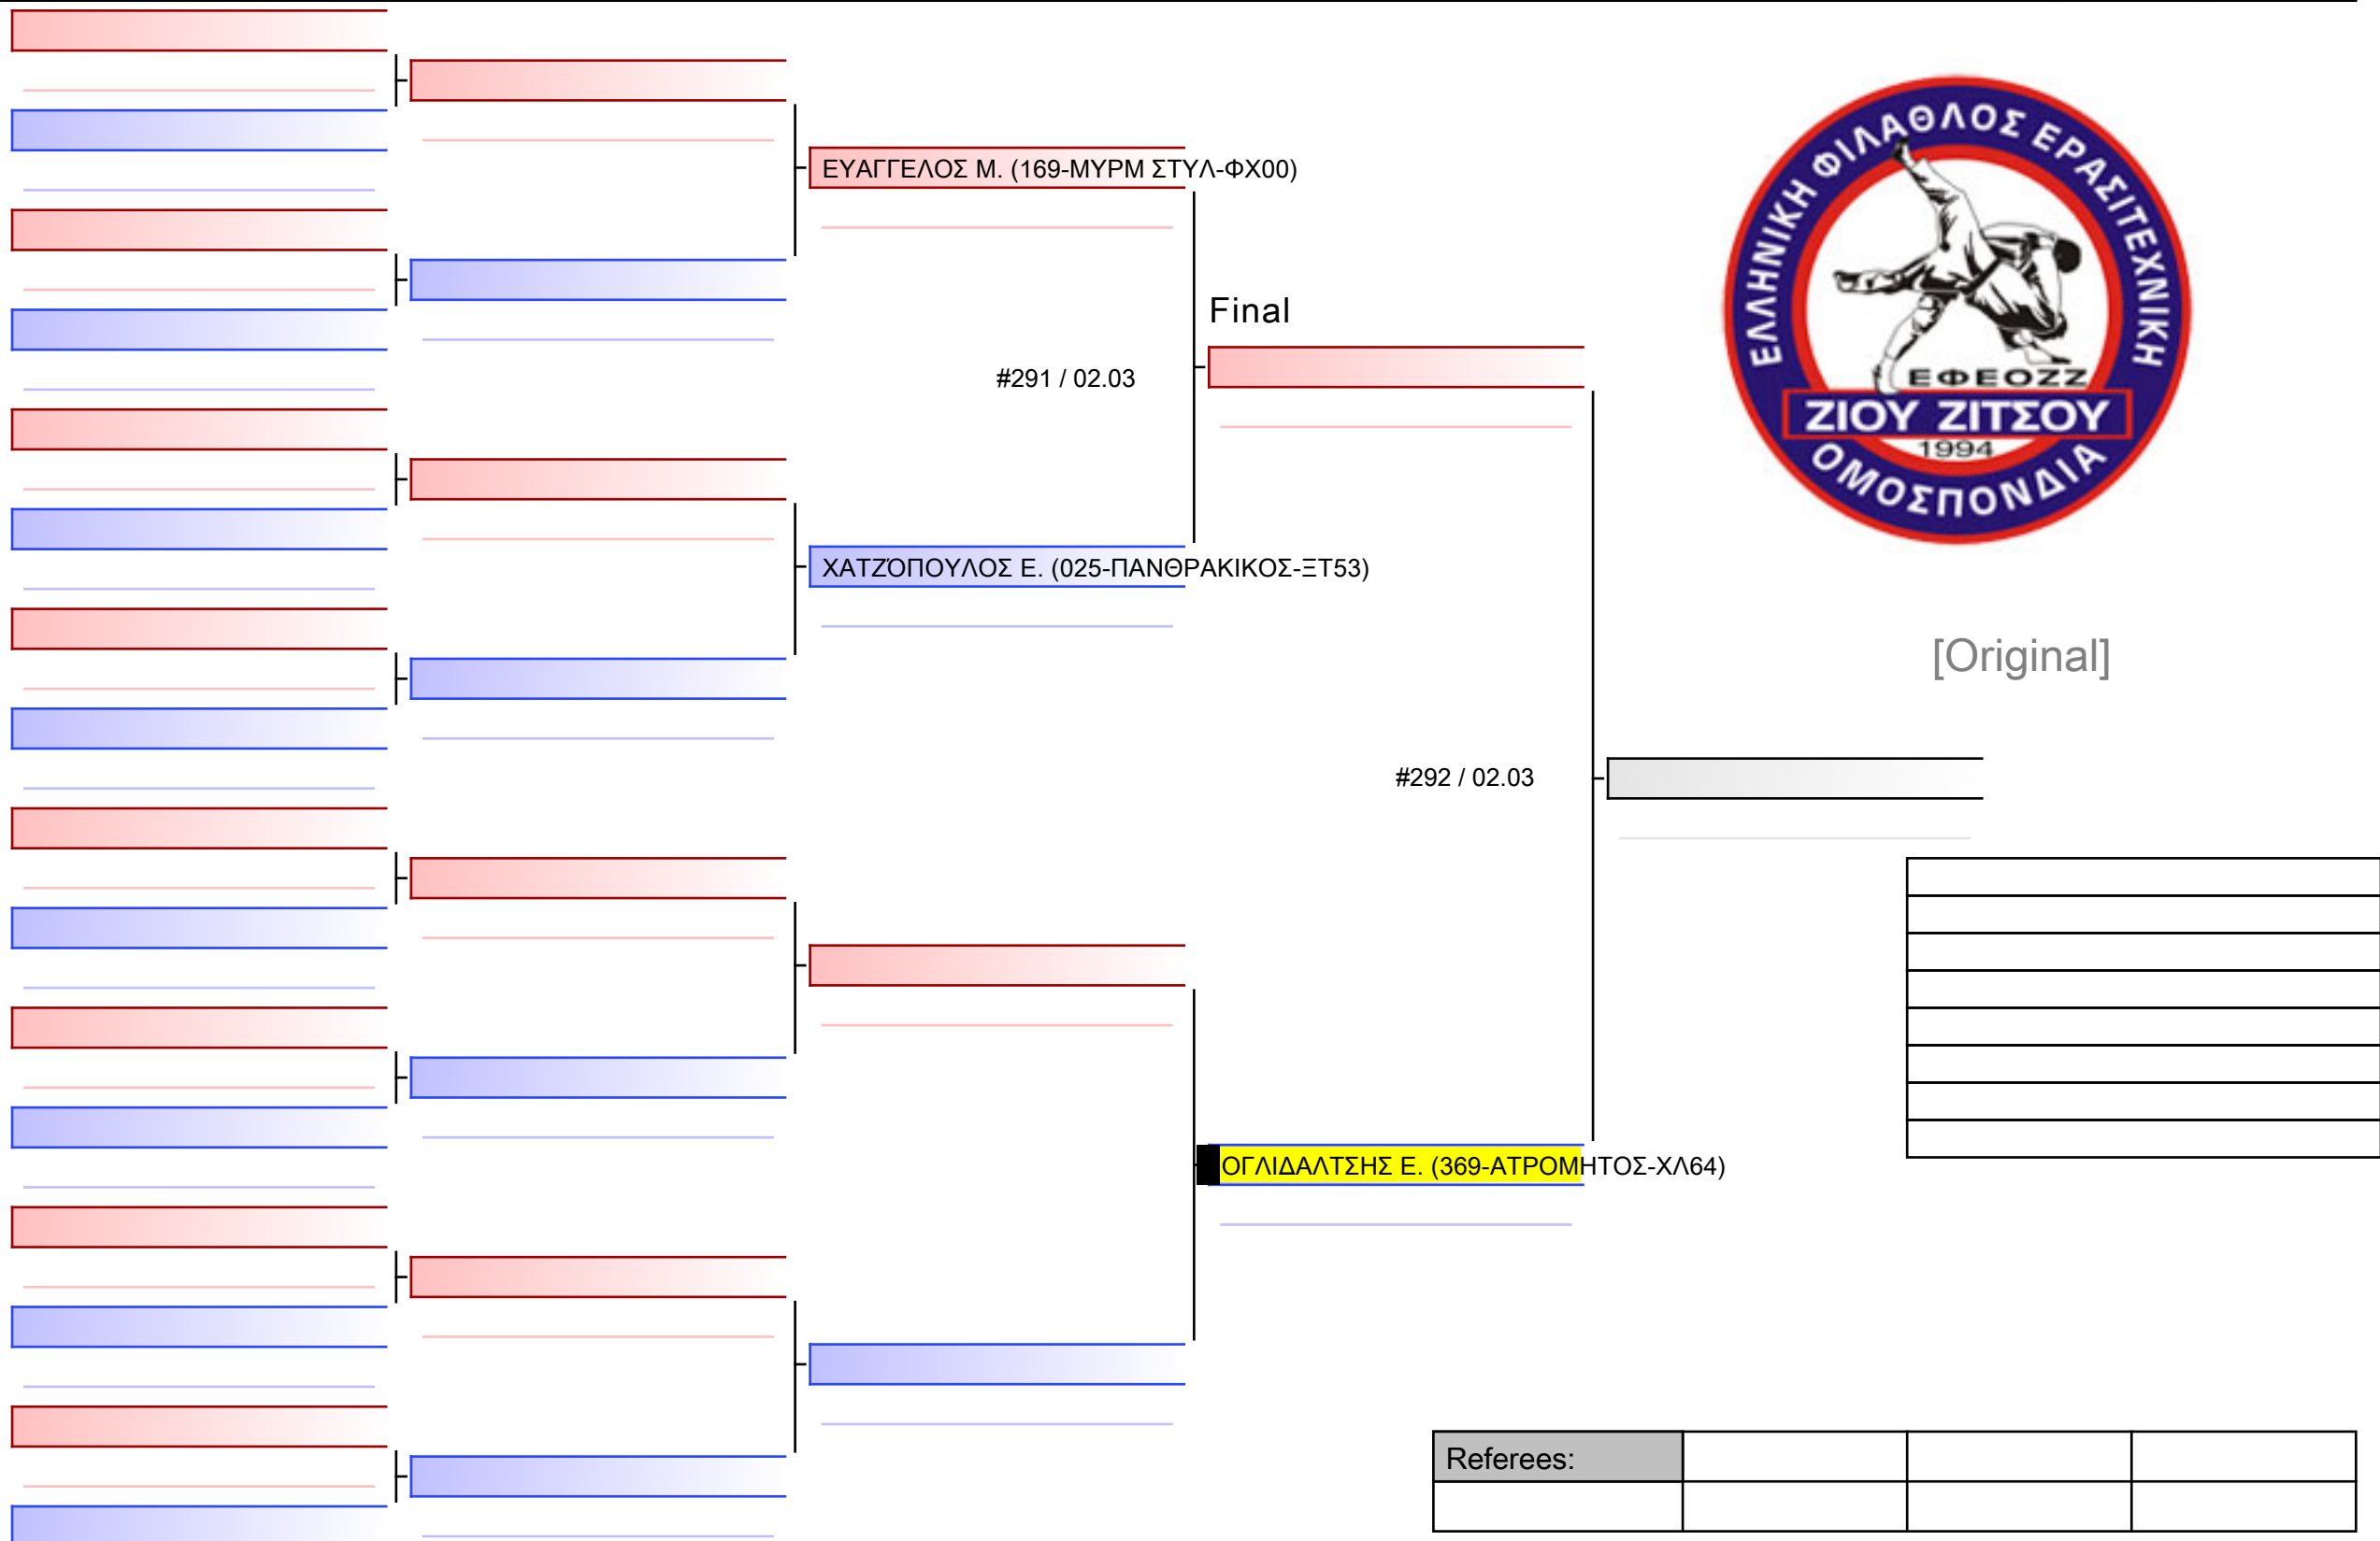 ΕΛΛΗΝΙΚΗ ΦΙΛΑΘΛΟΣ ΕΡΑΣΙΤΕΧΝΙΚΗ
ΕΥΑΓΓΕΛΟΣ Μ. (169-ΜΥΡΜ ΣΤΥΛ-ΦΧ00)
Final
#291 / 02.03
ΕΦΕΟΖΖ
ΖΙΟΥ ΖΙΤΣΟΥ
1994
ΟΜΟΣΠΟΝΔΙΑ
ΧΑΤΖΌΠΟΥΛΟΣ Ε. (025-ΠΑΝΘΡΑΚΙΚΟΣ-ΞΤ53)
[Original]
#292 / 02.03
ΟΓΛΙΔΑΛΤΣΗΣ Ε. (369-ΑΤΡΟΜΗΤΟΣ-ΧΛ64)
Referees: